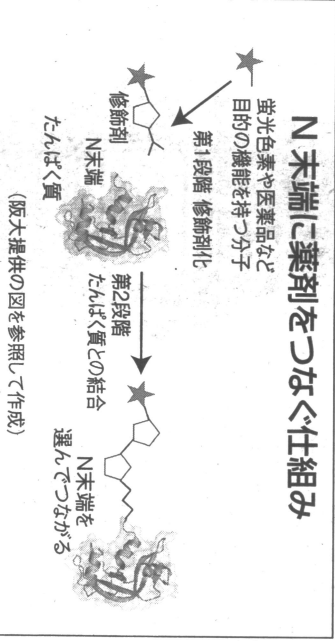 N 末端に薬剤をつなぐ仕組み
蛍光色素や医薬品など
目的の機能を持つ分子
第1段階 修飾剤化
修飾剤
N末端
たんぱく質
第2段階
たんぱく質との結合
N末端を
選んでつながる
(阪大提供の図を参照して作成)